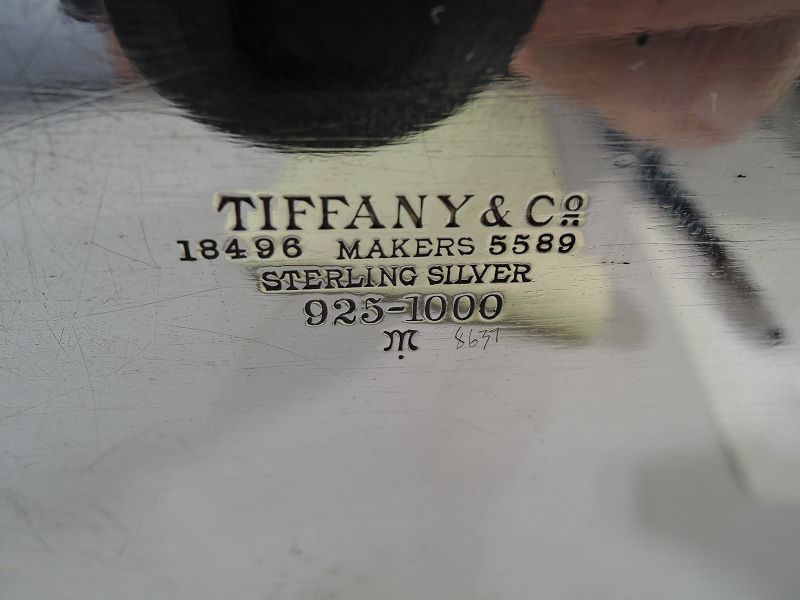 TIFFANY & Co
18496 MAKERS 5589
STERLING SILVER
925-1000
m 8637